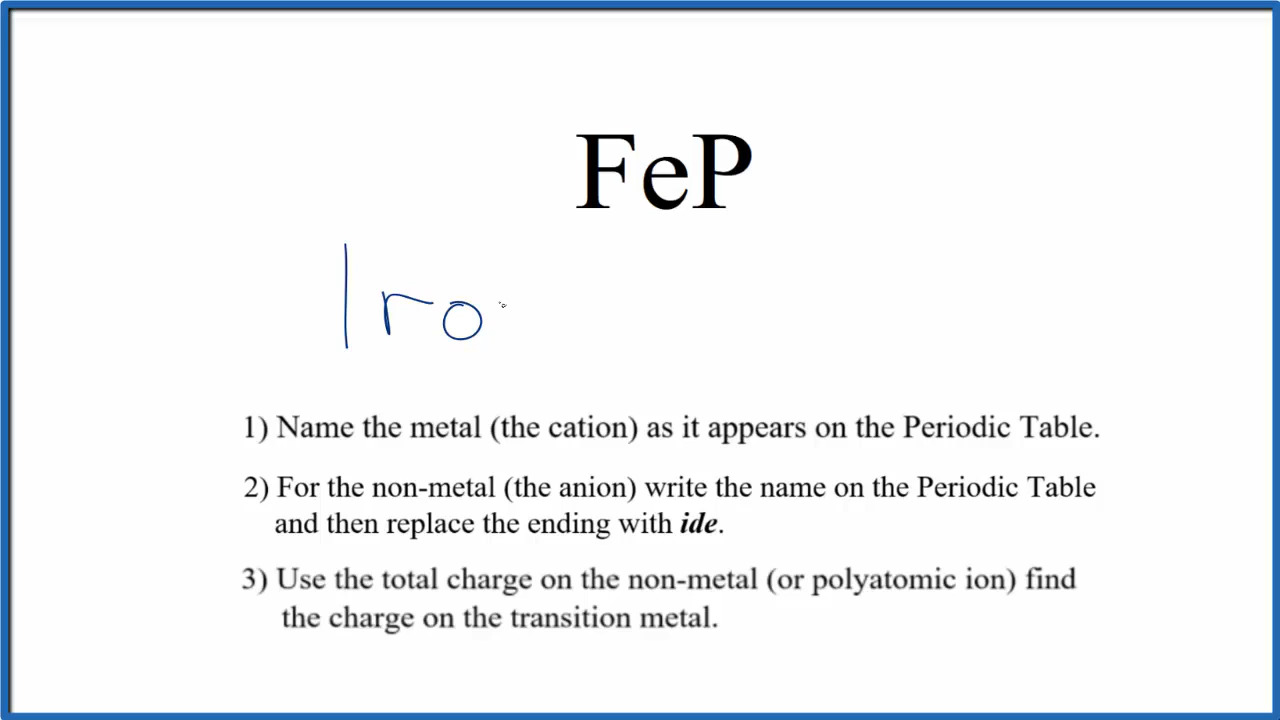 FeP
Iro
1) Name the metal (the cation) as it appears on the Periodic Table.
2) For the non-metal (the anion) write the name on the Periodic Table
and then replace the ending with ide.
3) Use the total charge on the non-metal (or polyatomic ion) find
the charge on the transition metal.